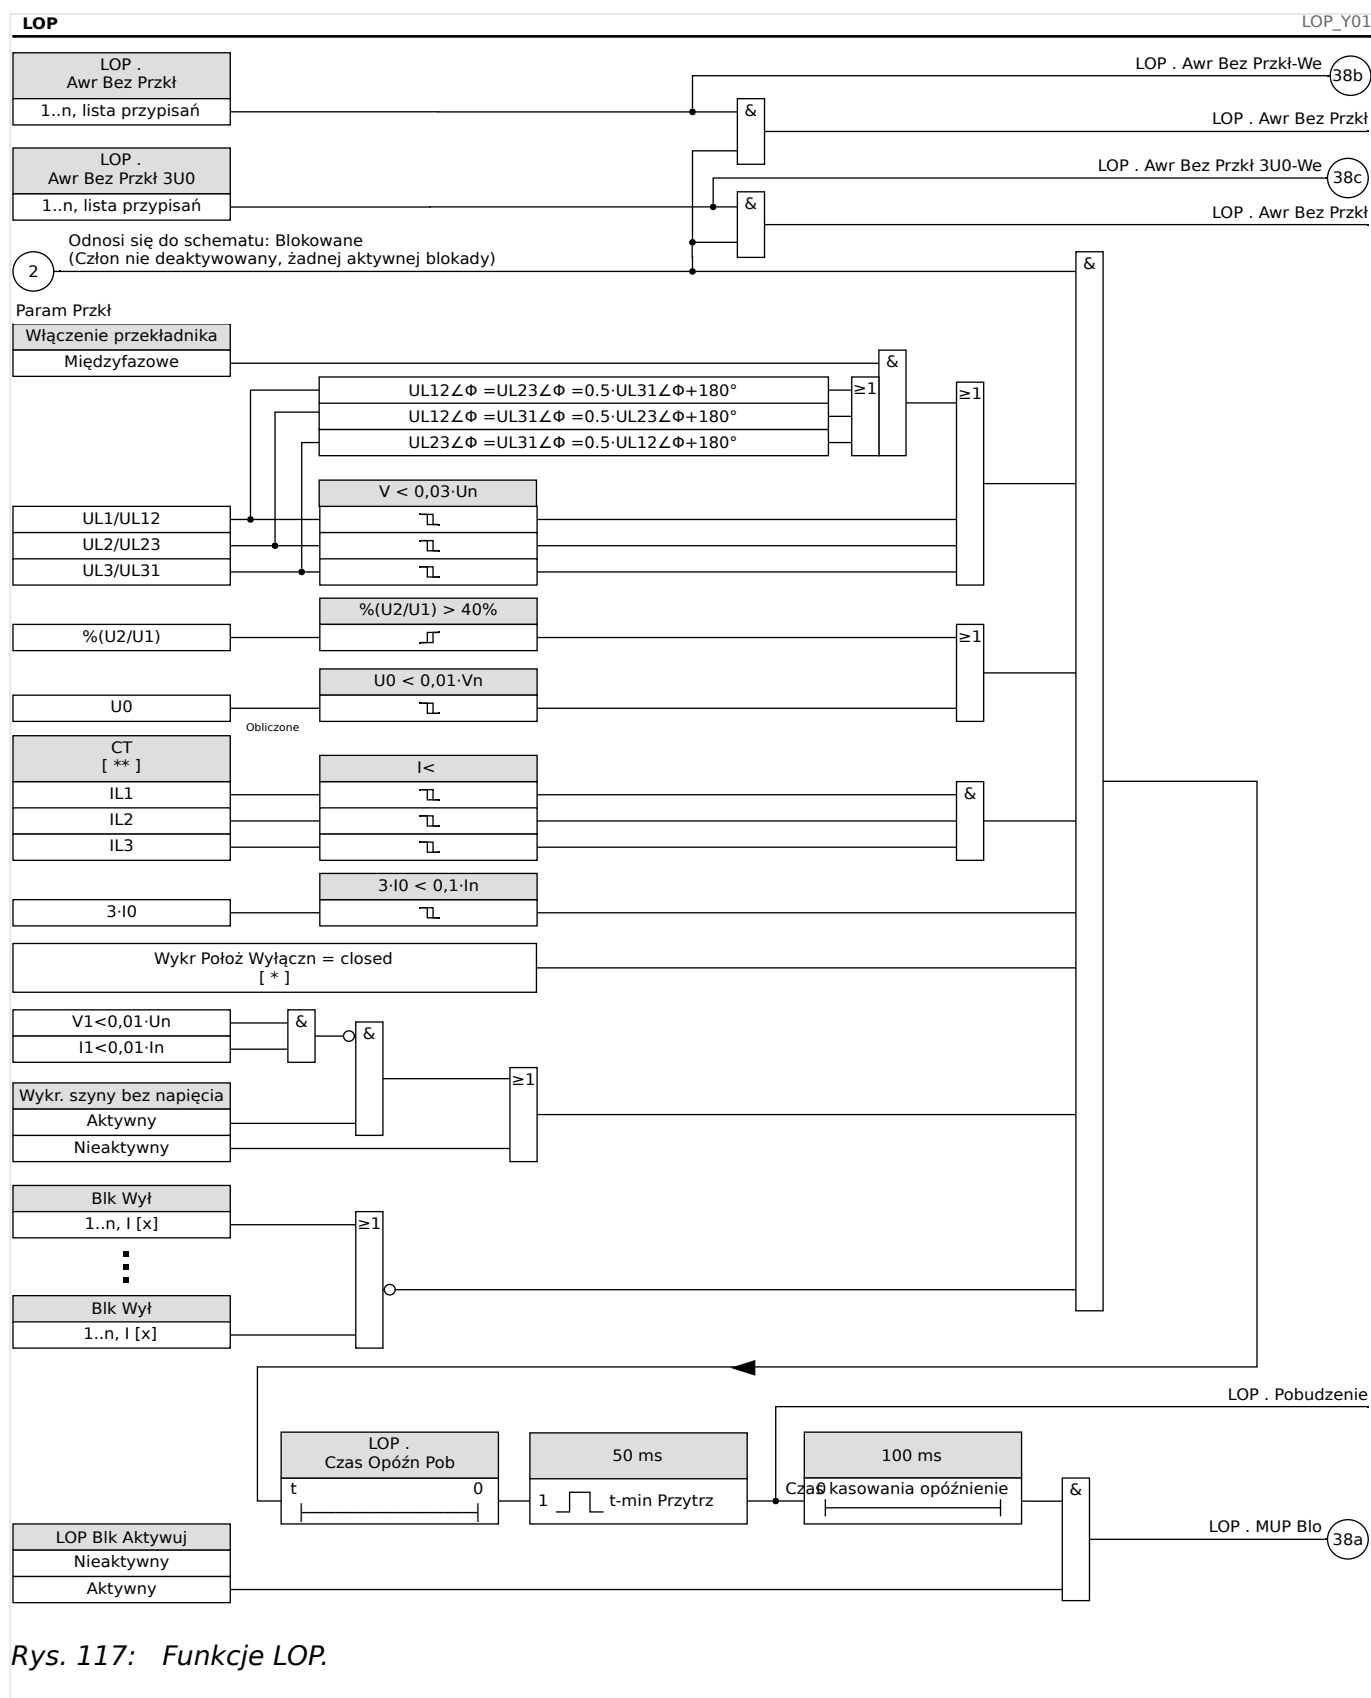 LOP
LOP_Y01
LOP .
Awr Bez Przkł
1..n, lista przypisań
&
LOP . Awr Bez Przkł-We
38b
LOP . Awr Bez Przkł
LOP .
Awr Bez Przkł 3U0
1..n, lista przypisań
&
LOP . Awr Bez Przkł 3U0-We
38c
LOP . Awr Bez Przkł
2
Odnosi się do schematu: Blokowane
(Człon nie deaktywowany, żadnej aktywnej blokady)
&
Param Przkł
Włączenie przekładnika
Międzyfazowe
&
UL12∠Φ =UL23∠Φ =0.5·UL31∠Φ+180°
UL12∠Φ =UL31∠Φ =0.5·UL23∠Φ+180°
UL23∠Φ =UL31∠Φ =0.5·UL12∠Φ+180°
≥1
≥1
V < 0,03·Un
UL1/UL12
UL2/UL23
UL3/UL31
%(U2/U1) > 40%
%(U2/U1)
≥1
U0 < 0,01·Vn
U0
Obliczone
CT
[ ** ]
I<
IL1
IL2
IL3
&
3·I0 < 0,1·In
3·I0
Wykr Położ Wyłączn = closed
[ * ]
V1<0,01·Un
I1<0,01·In
&
&
Wykr. szyny bez napięcia
Aktywny
Nieaktywny
≥1
Blk Wył
1..n, I [x]
≥1
Blk Wył
1..n, I [x]
LOP . Pobudzenie
LOP .
Czas Opóźn Pob
t 0
50 ms
1 t-min Przytrz
100 ms
0
Czas kasowania opóźnienie
&
LOP Blk Aktywuj
Nieaktywny
Aktywny
LOP . MUP Blo
38a
Rys. 117: Funkcje LOP.